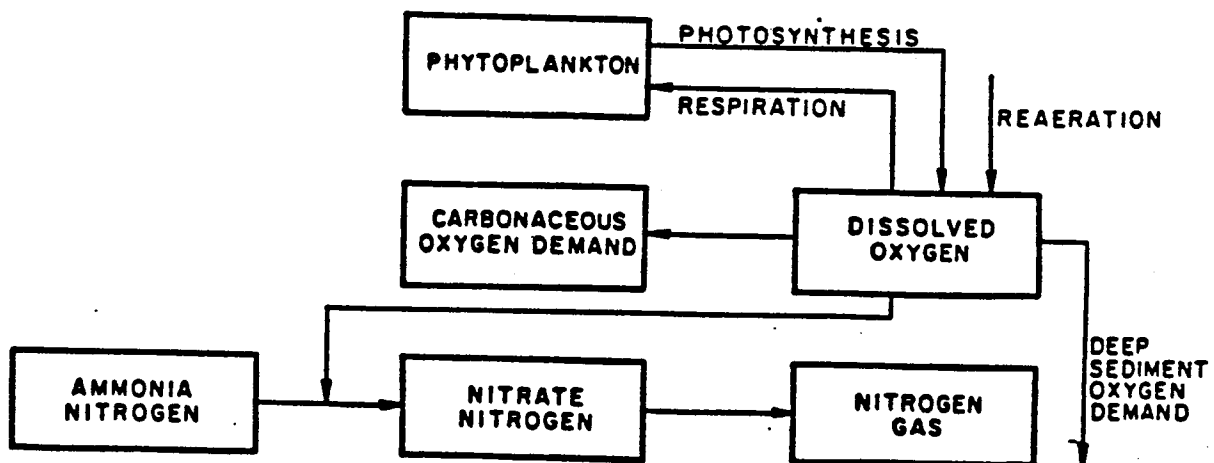 PHOTOSYNTHESIS
PHYTOPLANKTON
RESPIRATION
REAERATION
CARBONACEOUS
OXYGEN DEMAND
DISSOLVED
OXYGEN
DEEP
SEDIMENT
OXYGEN
DEMAND
AMMONIA
NITROGEN
NITRATE
NITROGEN
NITROGEN
GAS